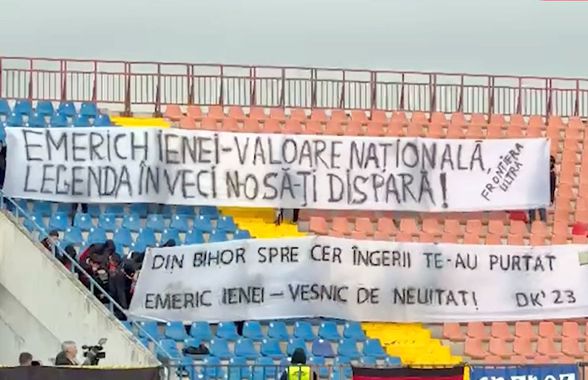 EMERICH IENEI-VALOARE NAȚIONALĂ,
LEGENDA ÎN VECI NO SĂ-ȚI DISPARĂ!
FRONTIERA
ULTRA
DIN BIHOR SPRE CER ÎNGERII TE-AU PURTAT
EMERIC IENEI - VEȘNIC DE NEUITAT! DK'23